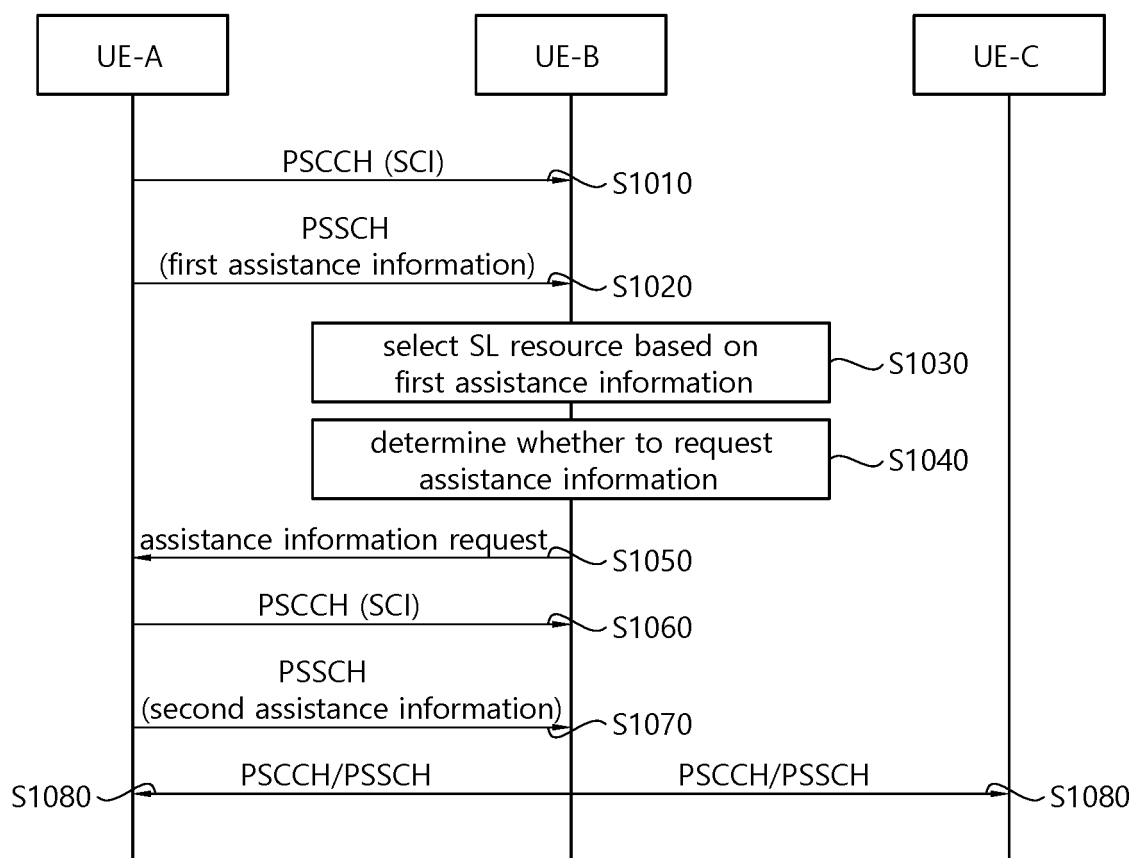 UE-A
UE-B
UE-C
PSCCH (SCI)
S1010
PSSCH
(first assistance information)
S1020
select SL resource based on
first assistance information
S1030
determine whether to request
assistance information
S1040
assistance information request
S1050
PSCCH (SCI)
S1060
PSSCH
(second assistance information)
S1070
PSCCH/PSSCH
PSCCH/PSSCH
S1080
S1080